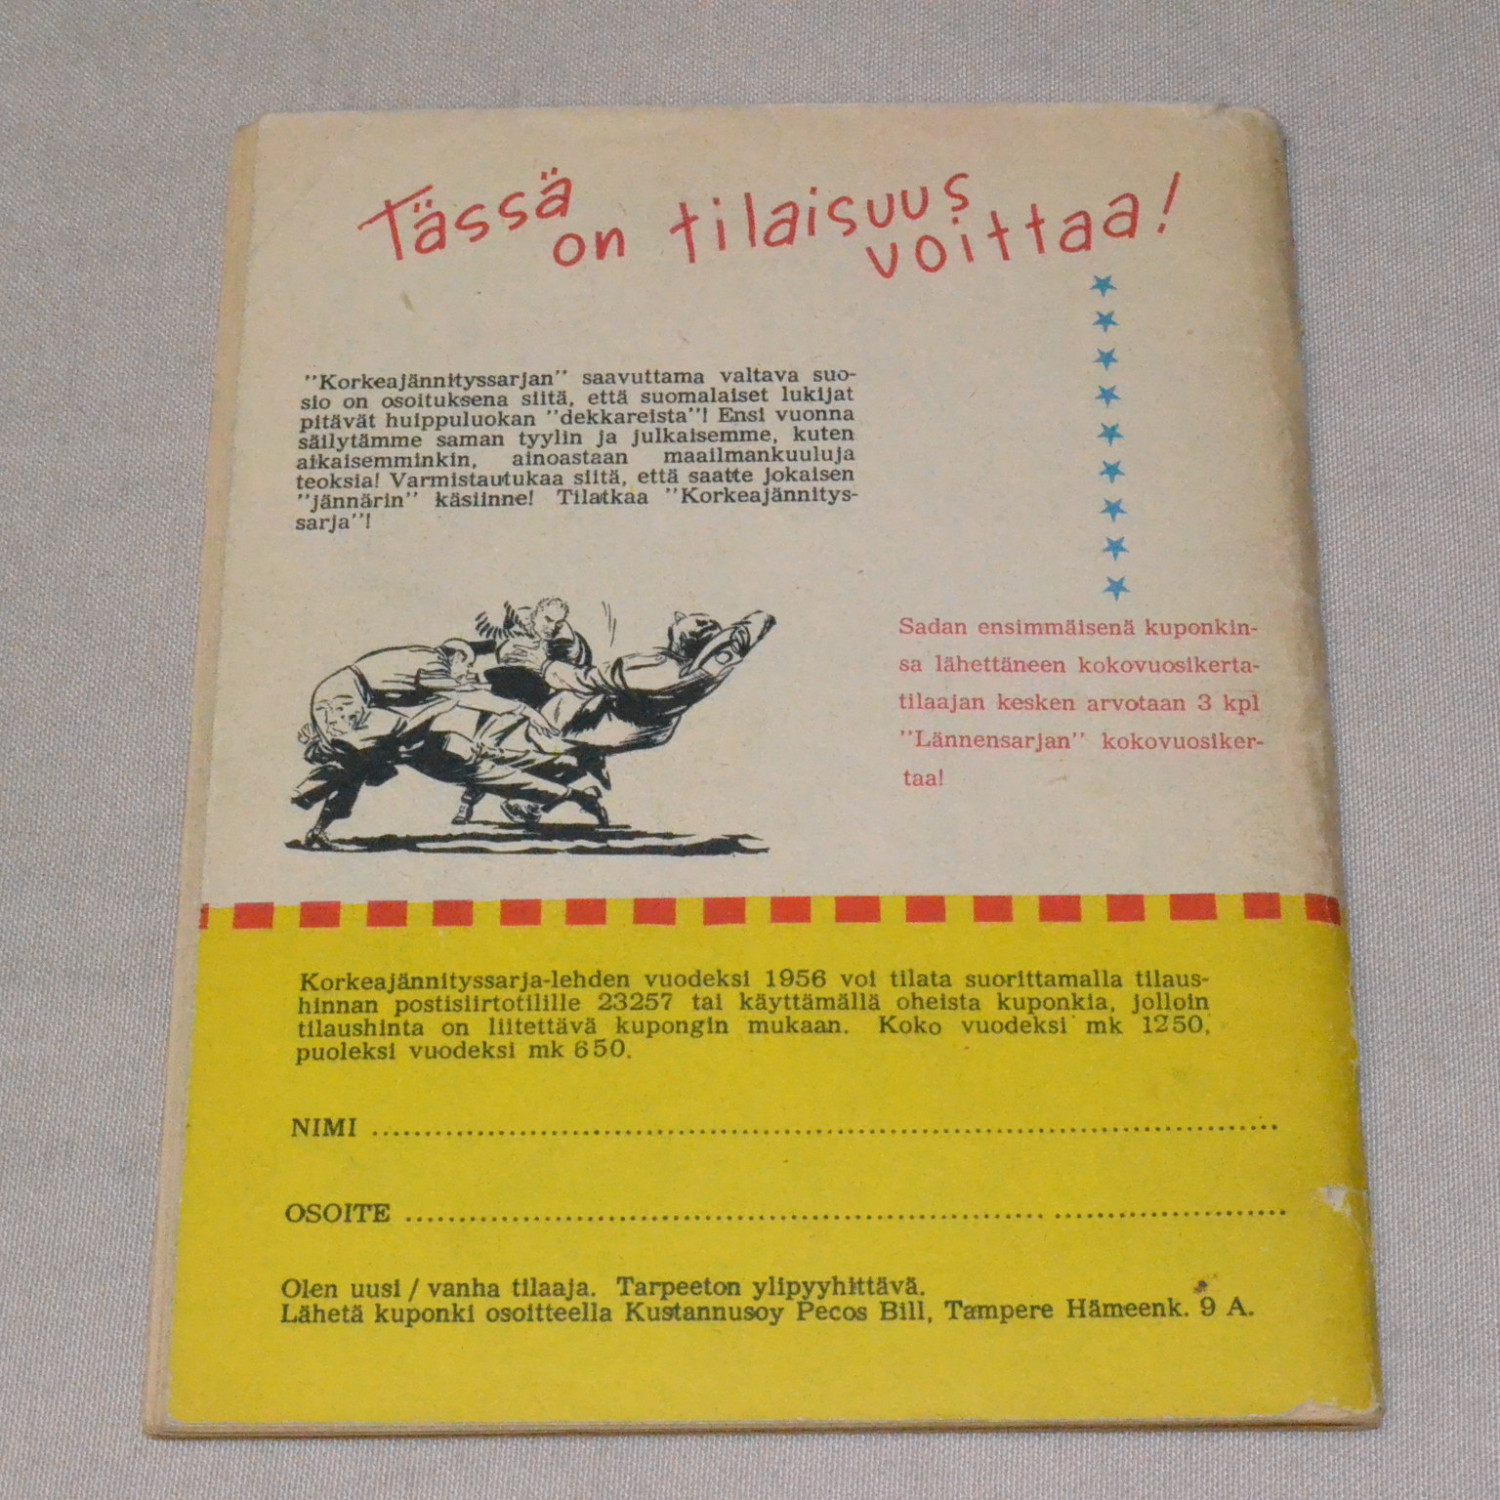 Tässä
on tilaisuus
voittaa!
"Korkeajännityssarjan" saavuttama valtava suo-
sio on osoituksena siitä, että suomalaiset lukijat
pitävät huippuluokan "dekkareista"! Ensi vuonna
säilytämme saman tyylin ja julkaisemme, kuten
aikaisemminkin, ainoastaan maailmankuuluja
teoksia! Varmistautukaa siitä, että saatte jokaisen
"jännärin" käsiinne! Tilatkaa "Korkeajännitys-
sarja"!
Sadan ensimmäisenä kuponkin-
sa lähettäneen kokovuosikerta-
tilaajan kesken arvotaan 3 kpl
"Lännensarjan" kokovuosiker-
taa!
Korkeajännityssarja-lehden vuodeksi 1956 voi tilata suorittamalla tilaus-
hinnan postisiirtotilille 23257 tai käyttämällä oheista kuponkia, jolloin
tilaushinta on liitettävä kupongin mukaan. Koko vuodeksi mk 1250,
puoleksi vuodeksi mk 650.
NIMI
OSOITE
Olen uusi / vanha tilaaja. Tarpeeton ylipyyhittävä.
Lähetä kuponki osoitteella Kustannusoy Pecos Bill, Tampere Hämeenk. 9 A.